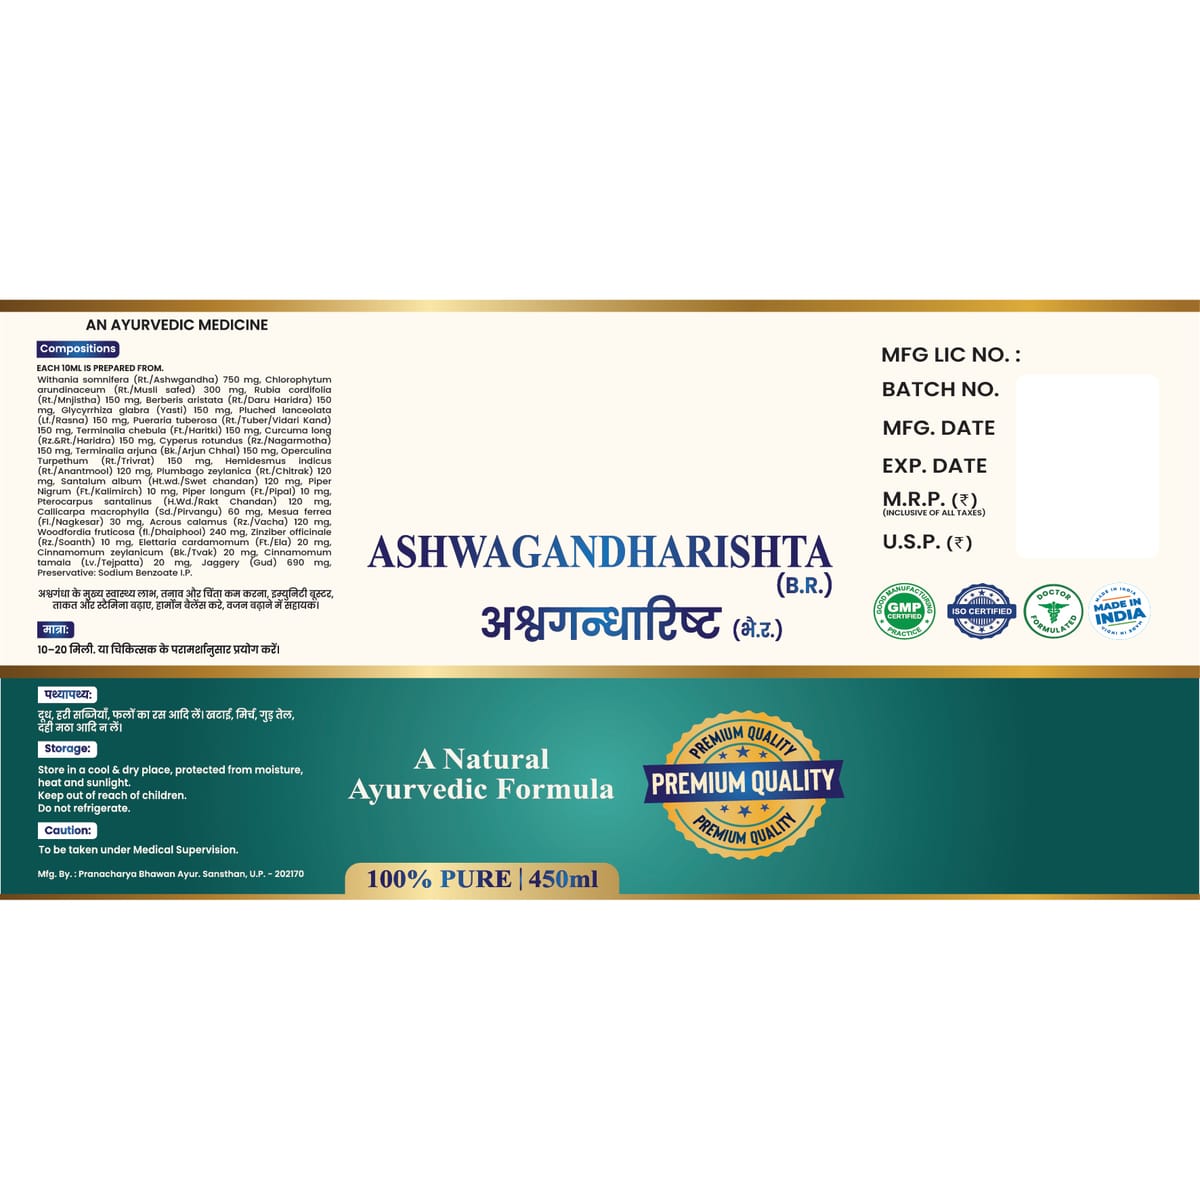 AN AYURVEDIC MEDICINE
Compositions
EACH 10ML IS PREPARED FROM.
Withania somnifera (Rt./Ashwgandha) 750 mg, Chlorophytum
arundinaceum (Rt./Musli safed) 300 mg, Rubia cordifolia
(Rt./Mnjistha) 150 mg, Berberis aristata (Rt./Daru Haridra) 150
mg, Glycyrrhiza glabra (Yasti) 150 mg, Pluched lanceolata
(Lf./Rasna) 150 mg, Pueraria tuberosa (Rt./Tuber/Vidari Kand)
150 mg, Terminalia chebula (Ft./Haritki) 150 mg, Curcuma long
(Rz.&Rt./Haridra) 150 mg, Cyperus rotundus (Rz./Nagarmotha)
150 mg, Terminalia arjuna (Bk./Arjun Chhal) 150 mg, Operculina
Turpethum (Rt./Trivrat) 150 mg, Hemidesmus indicus
(Rt./Anantmool) 120 mg, Plumbago zeylanica (Rt./Chitrak) 120
mg, Santalum album (Ht.wd./Swet chandan) 120 mg, Piper
Nigrum (Ft./Kalimirch) 10 mg, Piper longum (Ft./Pipal) 10 mg,
Pterocarpus santalinus (H.Wd./Rakt Chandan) 120 mg,
Callicarpa macrophylla (Sd./Pirvangu) 60 mg, Mesua ferrea
(Fl./Nagkesar) 30 mg, Acrous calamus (Rz./Vacha) 120 mg,
Woodfordia fruticosa (fl./Dhaiphool) 240 mg, Zinziber officinale
(Rz./Soanth) 10 mg, Elettaria cardamomum (Ft./Ela) 20 mg,
Cinnamomum zeylanicum (Bk./Tvak) 20 mg, Cinnamomum
tamala (Lv./Tejpatta) 20 mg, Jaggery (Gud) 690 mg,
Preservative: Sodium Benzoate I.P.
अश्वगंधा के मुख्य स्वास्थ्य लाभ, तनाव और चिंता कम करना, इम्युनिटी बूस्टर,
ताकत और स्टैमिना बढ़ाए, हार्मोन बैलेंस करे, वजन बढ़ाने में सहायक।
मात्रा:
10-20 मिली. या चिकित्सक के परामर्शानुसार प्रयोग करें।
पथ्यापथ्य:
दूध, हरी सब्जियाँ, फलों का रस आदि लें। खटाई, मिर्च, गुड़ तेल,
दही मठा आदि न लें।
Storage:
Store in a cool & dry place, protected from moisture,
heat and sunlight.
Keep out of reach of children.
Do not refrigerate.
Caution:
To be taken under Medical Supervision.
Mfg. By. : Pranacharya Bhawan Ayur. Sansthan, U.P. - 202170
ASHWAGANDHARISHTA
(B.R.)
अश्वगन्धारिष्ट (भै.र.)
A Natural
Ayurvedic Formula
100% PURE | 450ml
PREMIUM QUALITY
PREMIUM QUALITY
PREMIUM QUALITY
MFG LIC NO. :
BATCH NO.
MFG. DATE
EXP. DATE
M.R.P. (₹)
(INCLUSIVE OF ALL TAXES)
U.S.P. (₹)
GOOD MANUFACTURING
GMP
CERTIFIED
PRACTICE
ISO CERTIFIED
DOCTOR
FORMULATED
MADE IN INDIA
MADE IN
INDIA
MADE IN INDIA